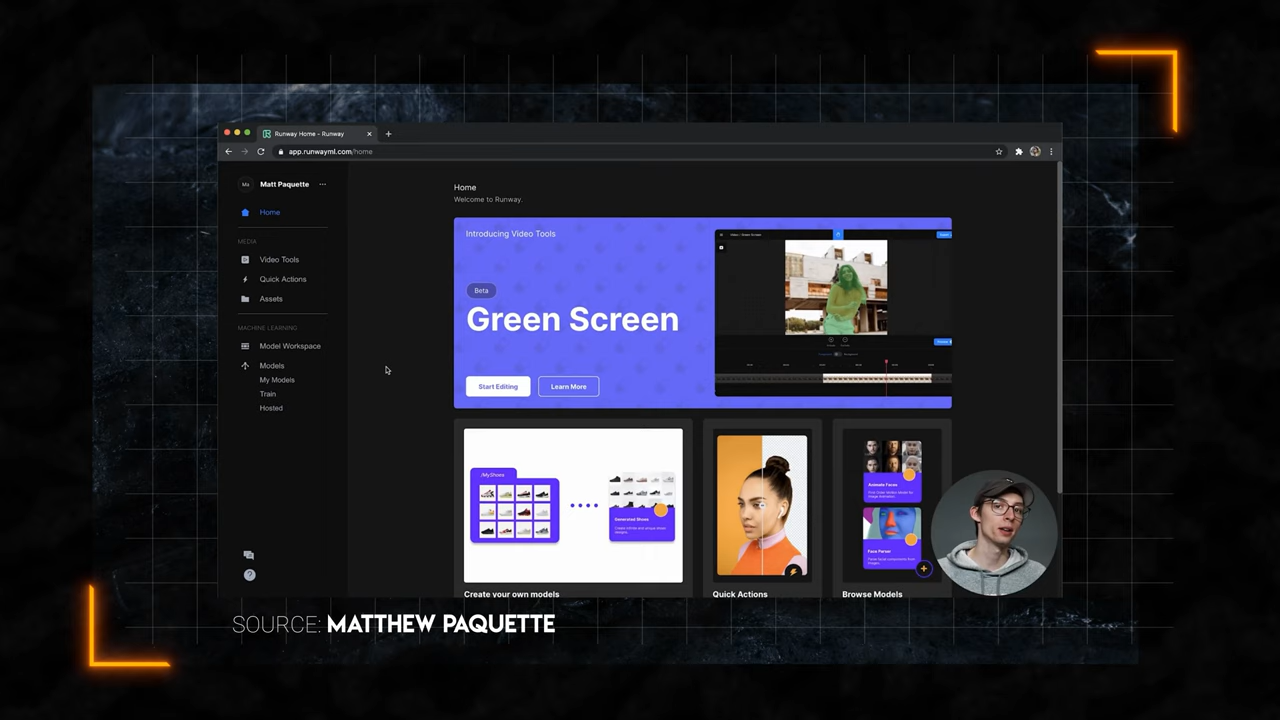 Runway Home - Runway
app.runwayml.com/home
Ma
Matt Paquette
Home
MEDIA
Video Tools
Quick Actions
Assets
MACHINE LEARNING
Model Workspace
Models
My Models
Train
Hosted
Home
Welcome to Runway.
Introducing Video Tools
Beta
Green Screen
Start Editing
Learn More
/MyShoes
Generated Shoes
Create your own models
Quick Actions
Animate Faces
Face Parser
Browse Models
SOURCE: MATTHEW PAQUETTE